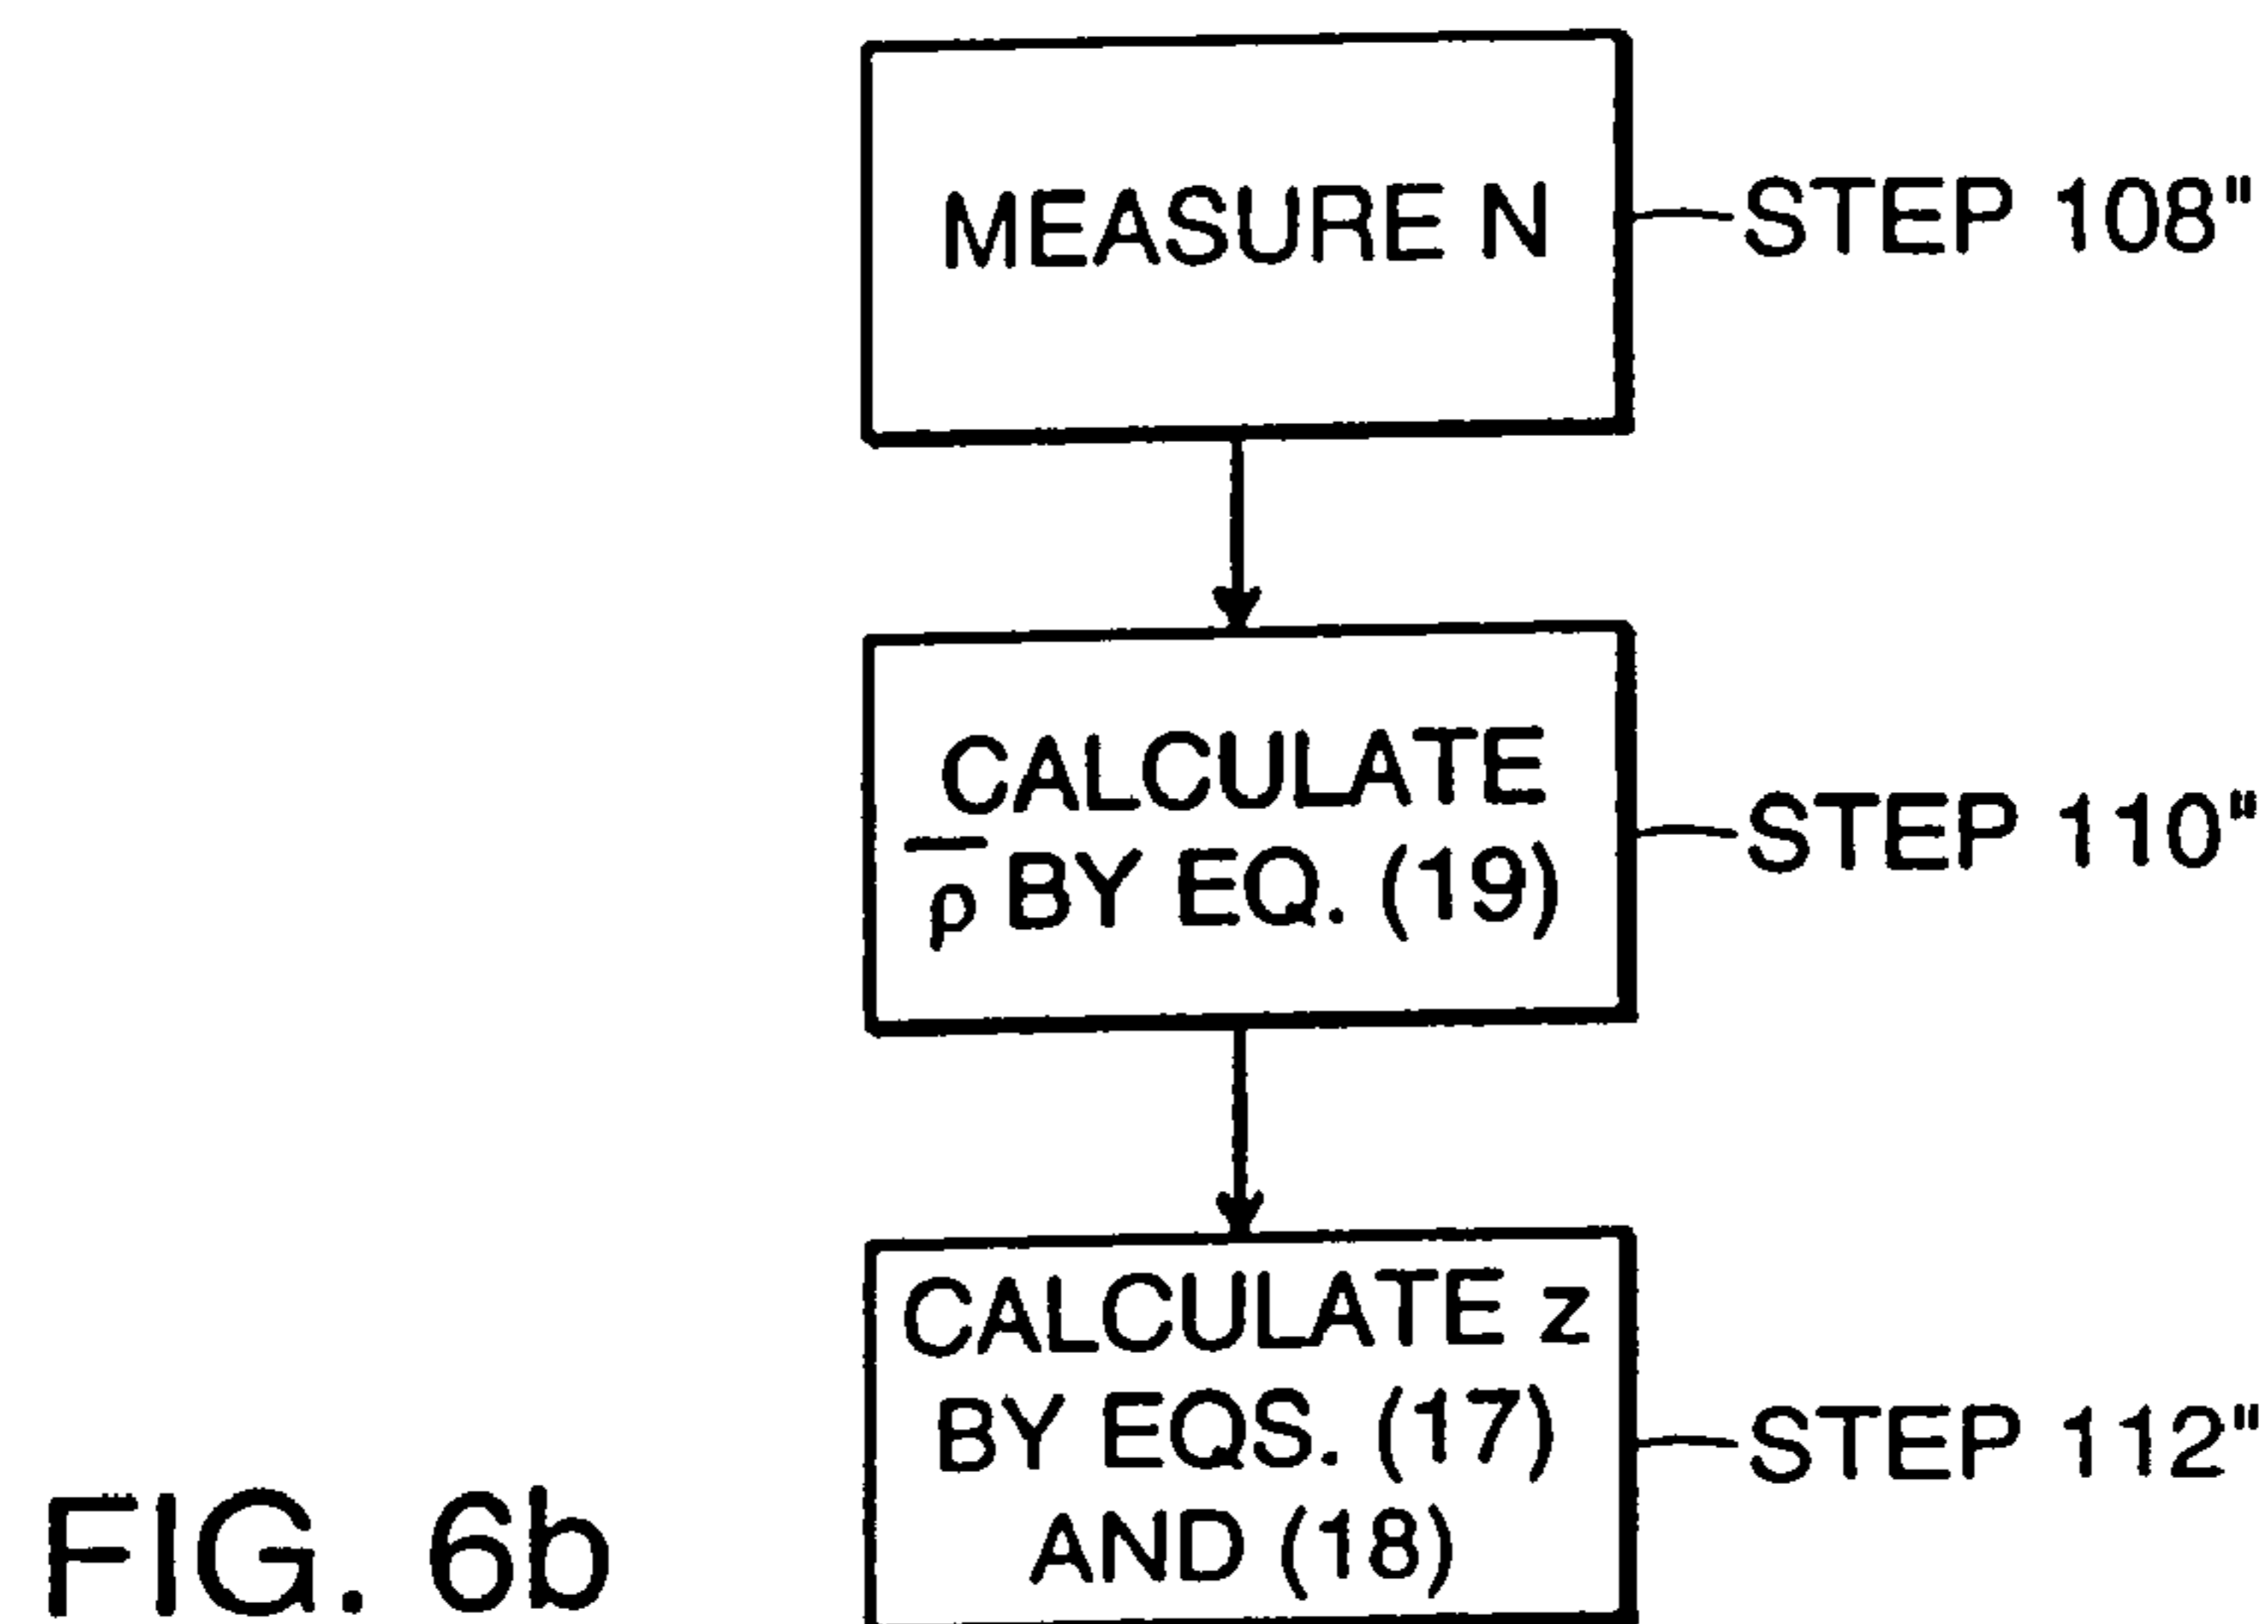 MEASURE N
STEP 108"
CALCULATE
ρ̅ BY EQ. (19)
STEP 110"
CALCULATE z
BY EQS. (17)
AND (18)
STEP 112"
FIG. 6b